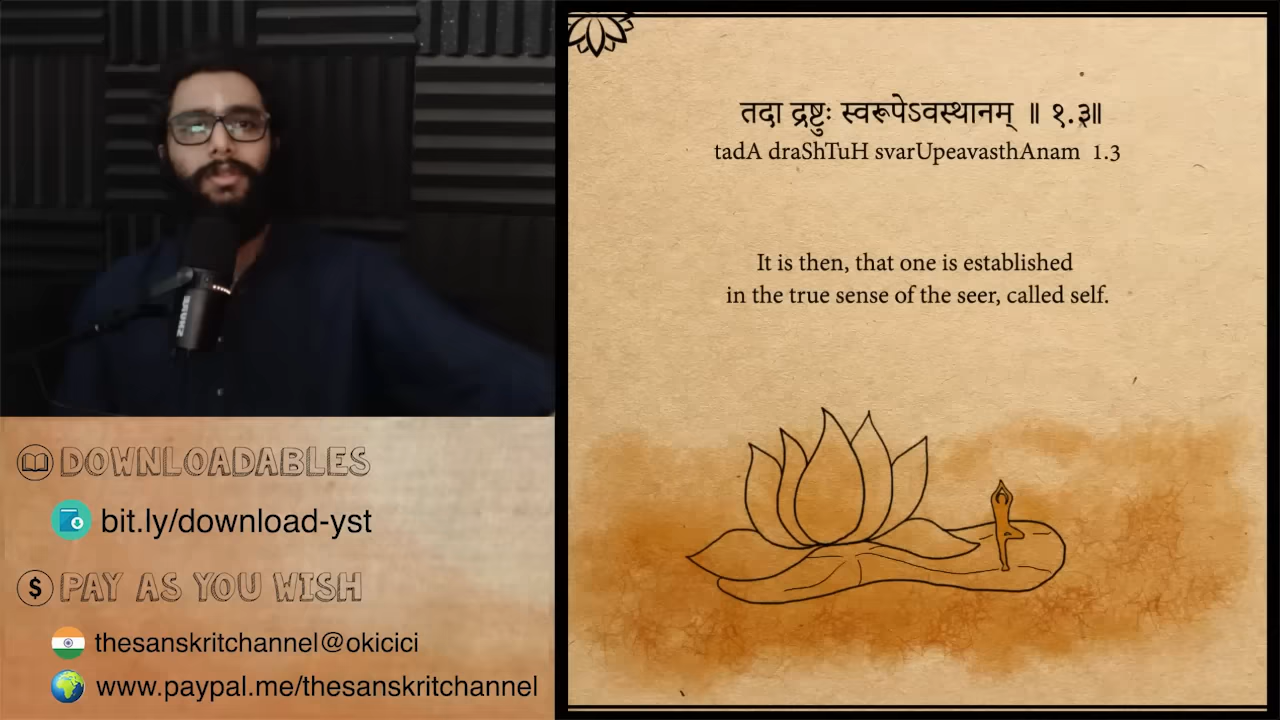 तदा द्रष्टुः स्वरूपेऽवस्थानम् ॥ १.३॥
tadA draShTuH svarUpeavasthAnam 1.3
It is then, that one is established
in the true sense of the seer, called self.
DOWNLOADABLES
bit.ly/download-yst
$ PAY AS YOU WISH
thesanskritchannel@okicici
www.paypal.me/thesanskritchannel